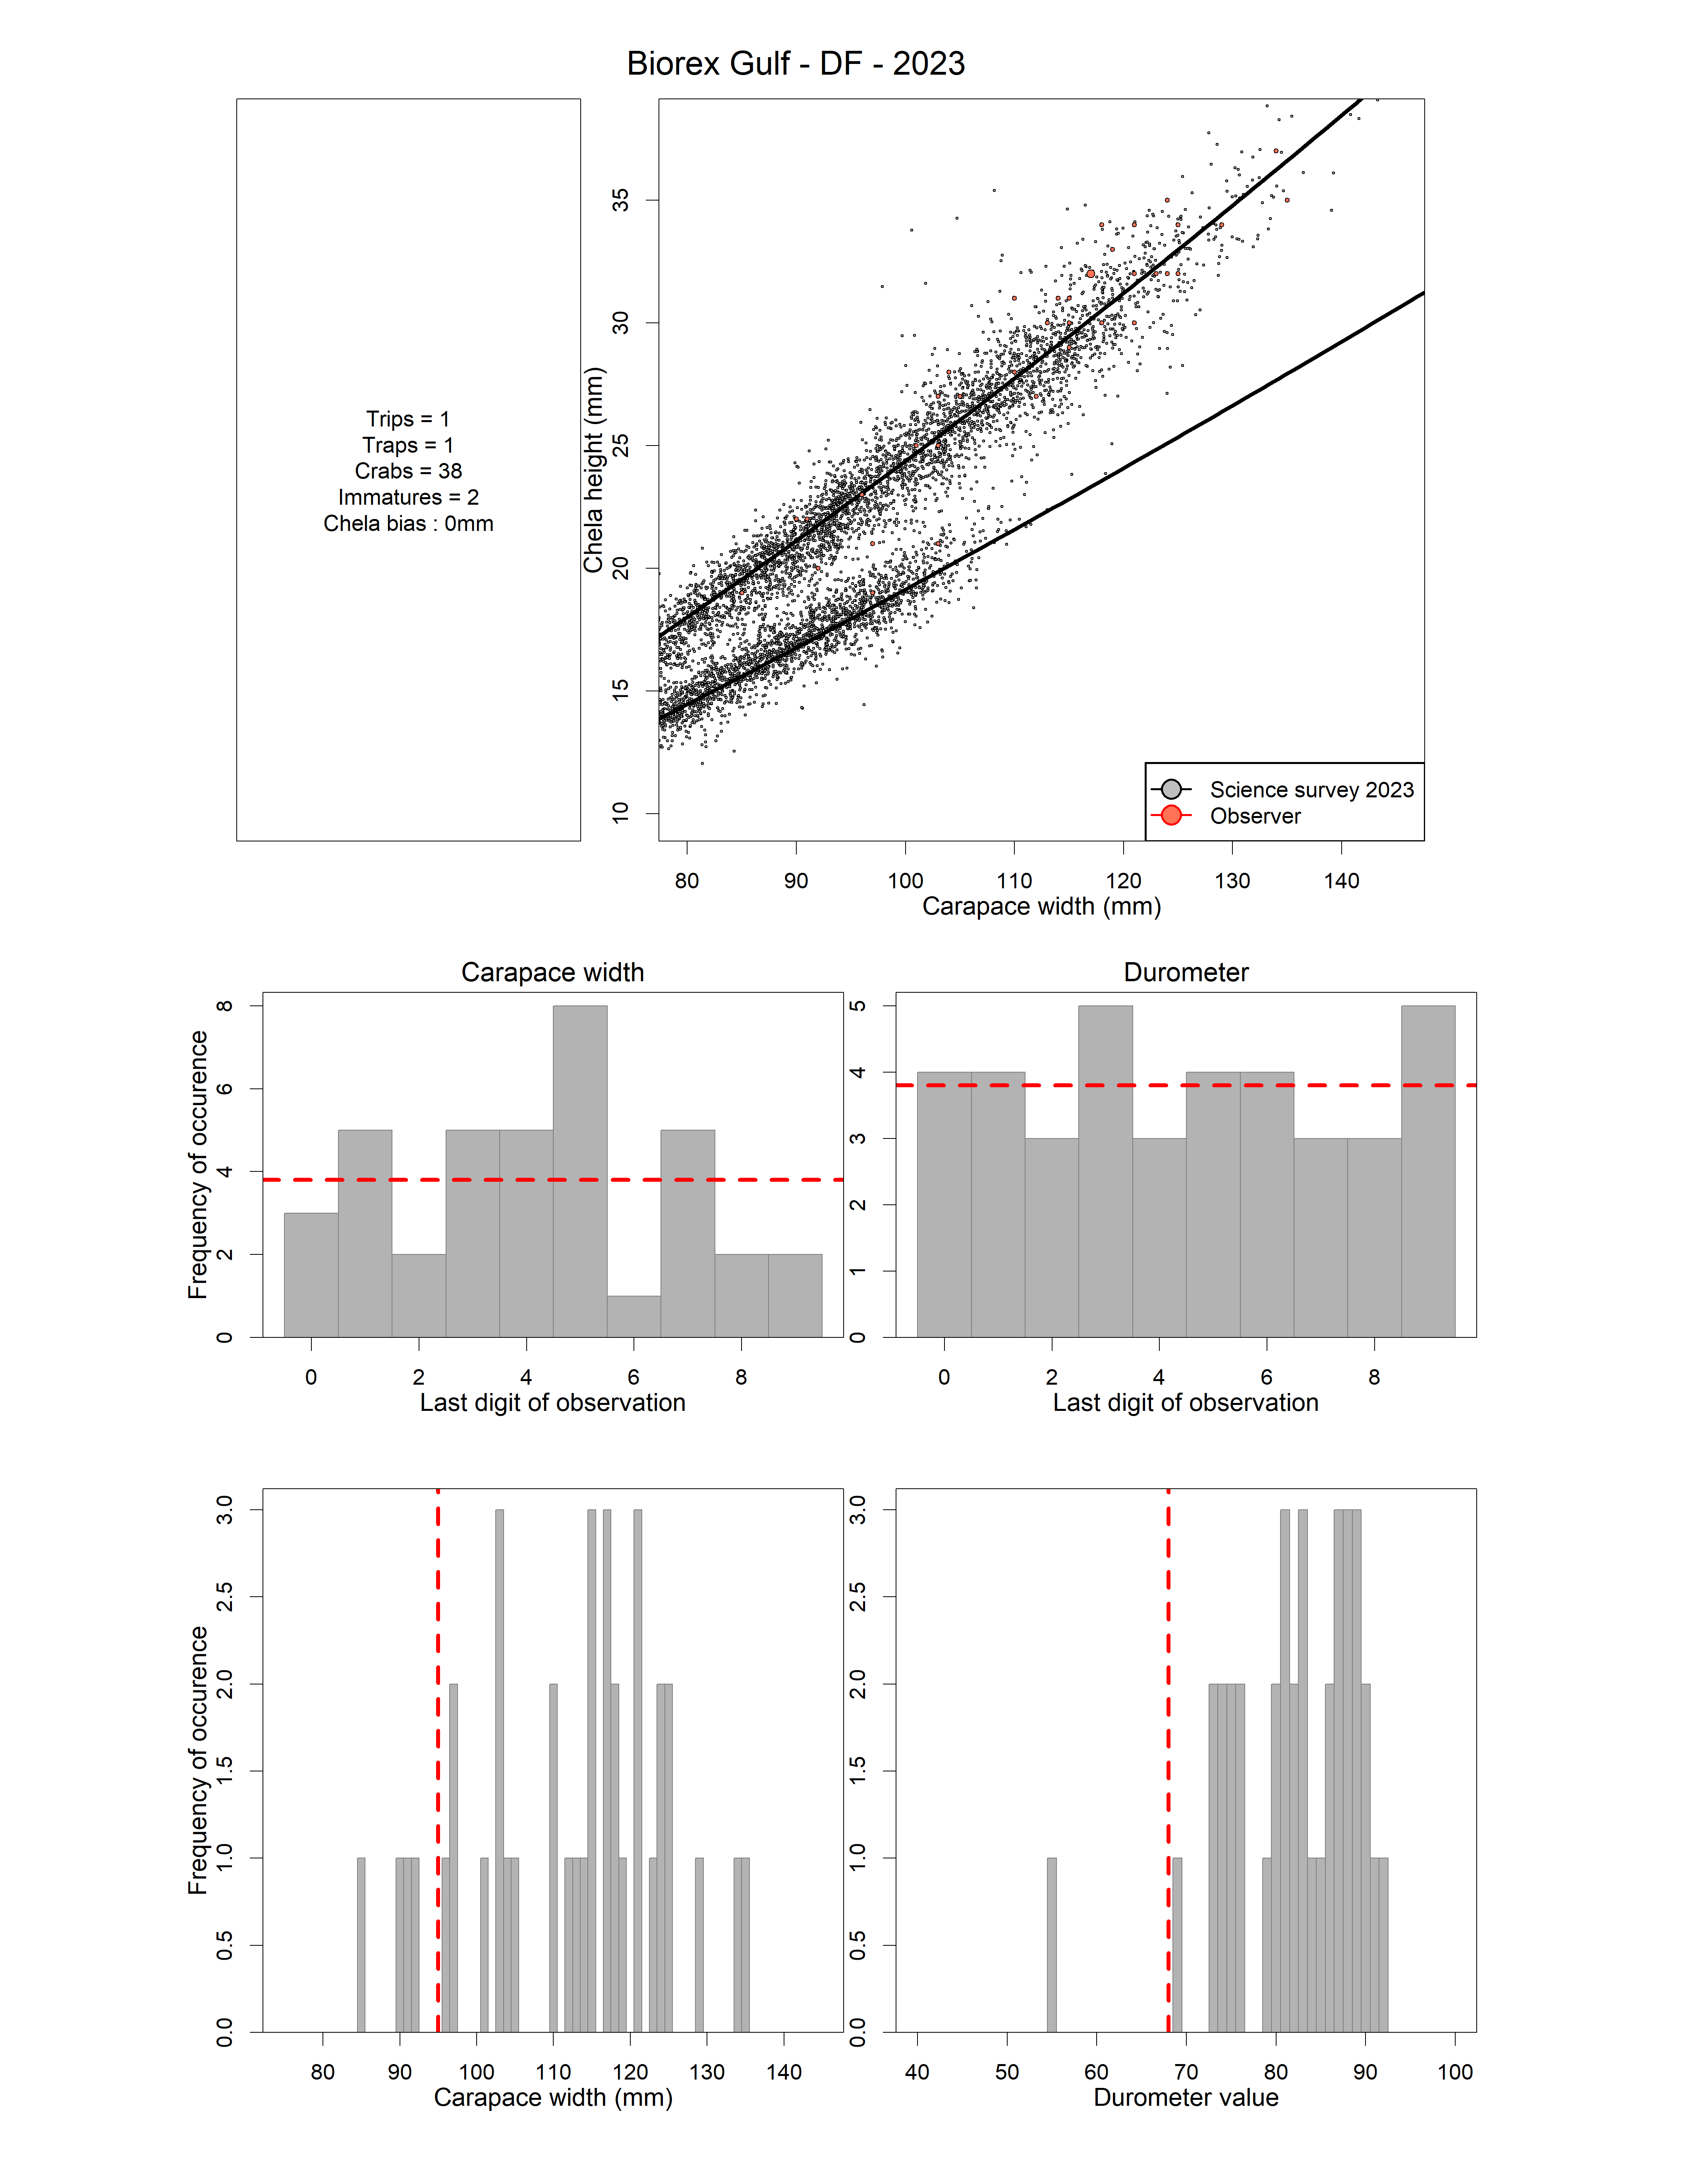 Biorex Gulf - DF - 2023
Trips = 1
Traps = 1
Crabs = 38
Immatures = 2
Chela bias : 0mm
Chela height (mm)
35
30
25
20
15
10
Science survey 2023
Observer
80 90 100 110 120 130 140
Carapace width (mm)
Carapace width
Frequency of occurence
8
6
4
2
0
0 2 4 6 8
Last digit of observation
Durometer
5
4
3
2
1
0
0 2 4 6 8
Last digit of observation
Frequency of occurence
3.0
2.5
2.0
1.5
1.0
0.5
0.0
80 90 100 110 120 130 140
Carapace width (mm)
3.0
2.5
2.0
1.5
1.0
0.5
0.0
40 50 60 70 80 90 100
Durometer value